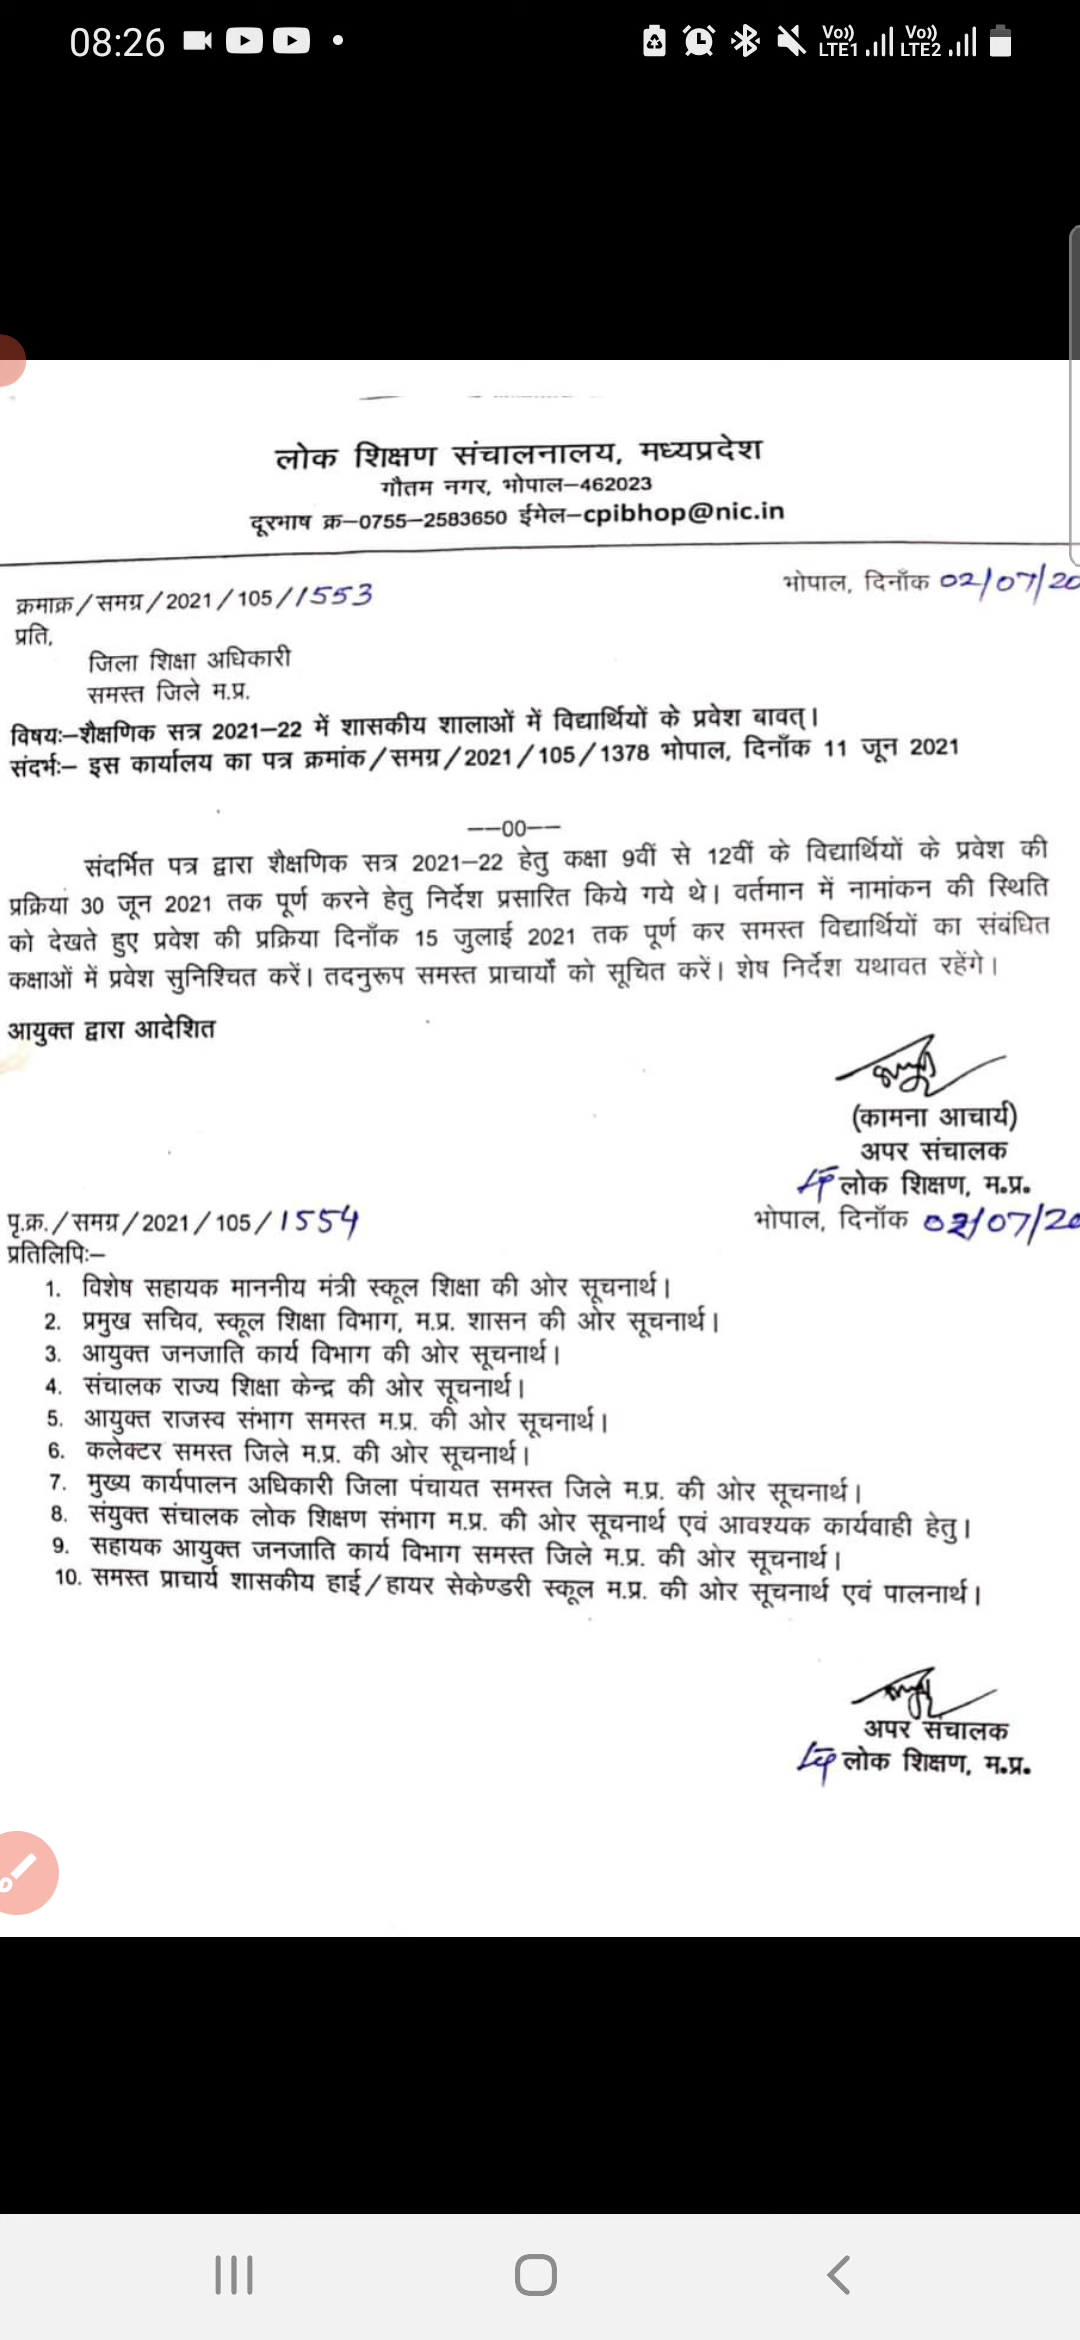 08:26
Vo)) LTE1 Vo)) LTE2
लोक शिक्षण संचालनालय, मध्यप्रदेश
गौतम नगर, भोपाल–462023
दूरभाष क्र–0755–2583650 ईमेल–cpibhop@nic.in
क्रमाक्र/समग्र/2021/105/1553 भोपाल, दिनाँक 02/07/20
प्रति,
जिला शिक्षा अधिकारी
समस्त जिले म.प्र.
विषयः–शैक्षणिक सत्र 2021–22 में शासकीय शालाओं में विद्यार्थियों के प्रवेश बावत्।
संदर्भः– इस कार्यालय का पत्र क्रमांक/समग्र/2021/105/1378 भोपाल, दिनाँक 11 जून 2021
––00––
संदर्भित पत्र द्वारा शैक्षणिक सत्र 2021–22 हेतु कक्षा 9वीं से 12वीं के विद्यार्थियों के प्रवेश की
प्रक्रिया 30 जून 2021 तक पूर्ण करने हेतु निर्देश प्रसारित किये गये थे। वर्तमान में नामांकन की स्थिति
को देखते हुए प्रवेश की प्रक्रिया दिनाँक 15 जुलाई 2021 तक पूर्ण कर समस्त विद्यार्थियों का संबंधित
कक्षाओं में प्रवेश सुनिश्चित करें। तदनुरूप समस्त प्राचार्यों को सूचित करें। शेष निर्देश यथावत रहेंगे।
आयुक्त द्वारा आदेशित
(कामना आचार्य)
अपर संचालक
लोक शिक्षण, म.प्र.
पृ.क्र./समग्र/2021/105/1554 भोपाल, दिनाँक 02/07/20
प्रतिलिपिः–
1. विशेष सहायक माननीय मंत्री स्कूल शिक्षा की ओर सूचनार्थ।
2. प्रमुख सचिव, स्कूल शिक्षा विभाग, म.प्र. शासन की ओर सूचनार्थ।
3. आयुक्त जनजाति कार्य विभाग की ओर सूचनार्थ।
4. संचालक राज्य शिक्षा केन्द्र की ओर सूचनार्थ।
5. आयुक्त राजस्व संभाग समस्त म.प्र. की ओर सूचनार्थ।
6. कलेक्टर समस्त जिले म.प्र. की ओर सूचनार्थ।
7. मुख्य कार्यपालन अधिकारी जिला पंचायत समस्त जिले म.प्र. की ओर सूचनार्थ।
8. संयुक्त संचालक लोक शिक्षण संभाग म.प्र. की ओर सूचनार्थ एवं आवश्यक कार्यवाही हेतु।
9. सहायक आयुक्त जनजाति कार्य विभाग समस्त जिले म.प्र. की ओर सूचनार्थ।
10. समस्त प्राचार्य शासकीय हाई/हायर सेकेण्डरी स्कूल म.प्र. की ओर सूचनार्थ एवं पालनार्थ।
अपर संचालक
लोक शिक्षण, म.प्र.